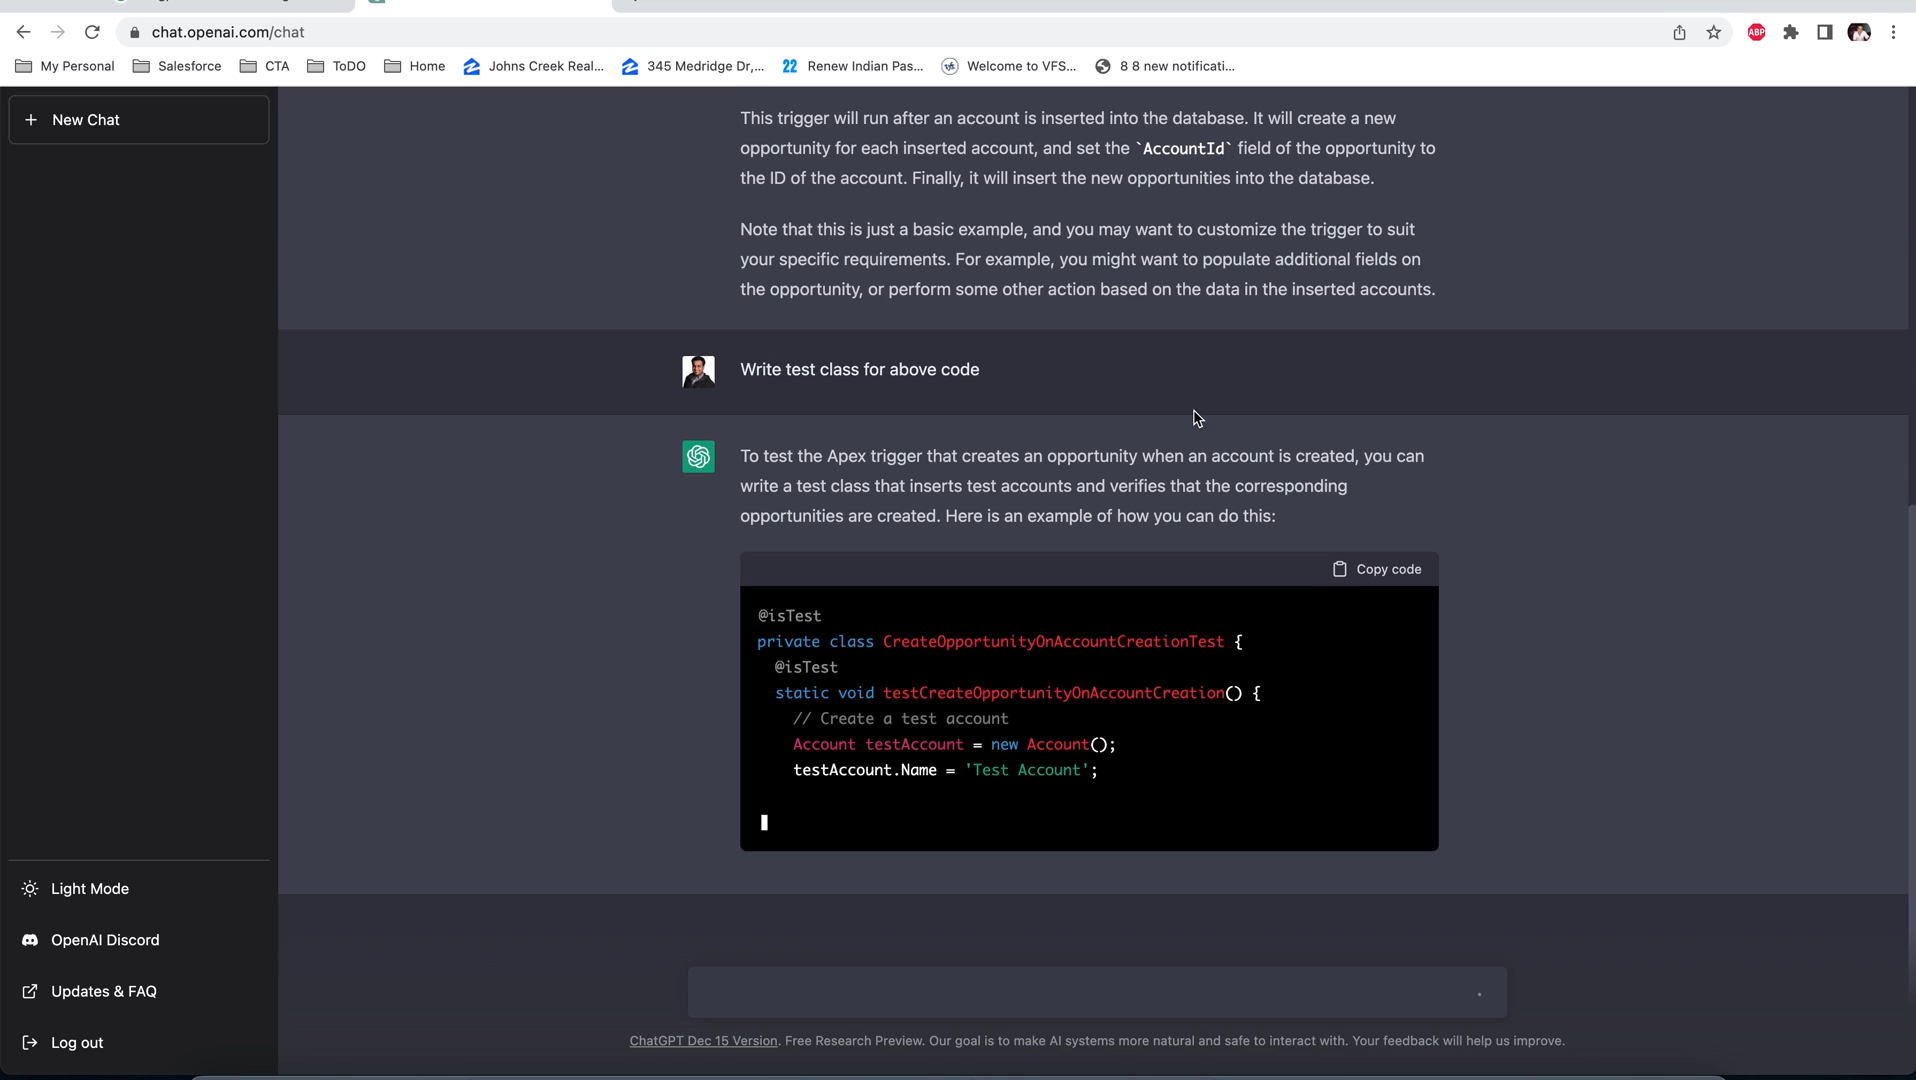 chat.openai.com/chat
ABP
My Personal
Salesforce
CTA
ToDO
Home
Johns Creek Real...
345 Medridge Dr,...
22 Renew Indian Pas...
Welcome to VFS...
8 8 new notificati...
+ New Chat
This trigger will run after an account is inserted into the database. It will create a new
opportunity for each inserted account, and set the `AccountId` field of the opportunity to
the ID of the account. Finally, it will insert the new opportunities into the database.
Note that this is just a basic example, and you may want to customize the trigger to suit
your specific requirements. For example, you might want to populate additional fields on
the opportunity, or perform some other action based on the data in the inserted accounts.
Write test class for above code
To test the Apex trigger that creates an opportunity when an account is created, you can
write a test class that inserts test accounts and verifies that the corresponding
opportunities are created. Here is an example of how you can do this:
Copy code
@isTest
private class CreateOpportunityOnAccountCreationTest {
@isTest
static void testCreateOpportunityOnAccountCreation() {
// Create a test account
Account testAccount = new Account();
testAccount.Name = 'Test Account';
Light Mode
OpenAI Discord
Updates & FAQ
Log out
ChatGPT Dec 15 Version. Free Research Preview. Our goal is to make AI systems more natural and safe to interact with. Your feedback will help us improve.